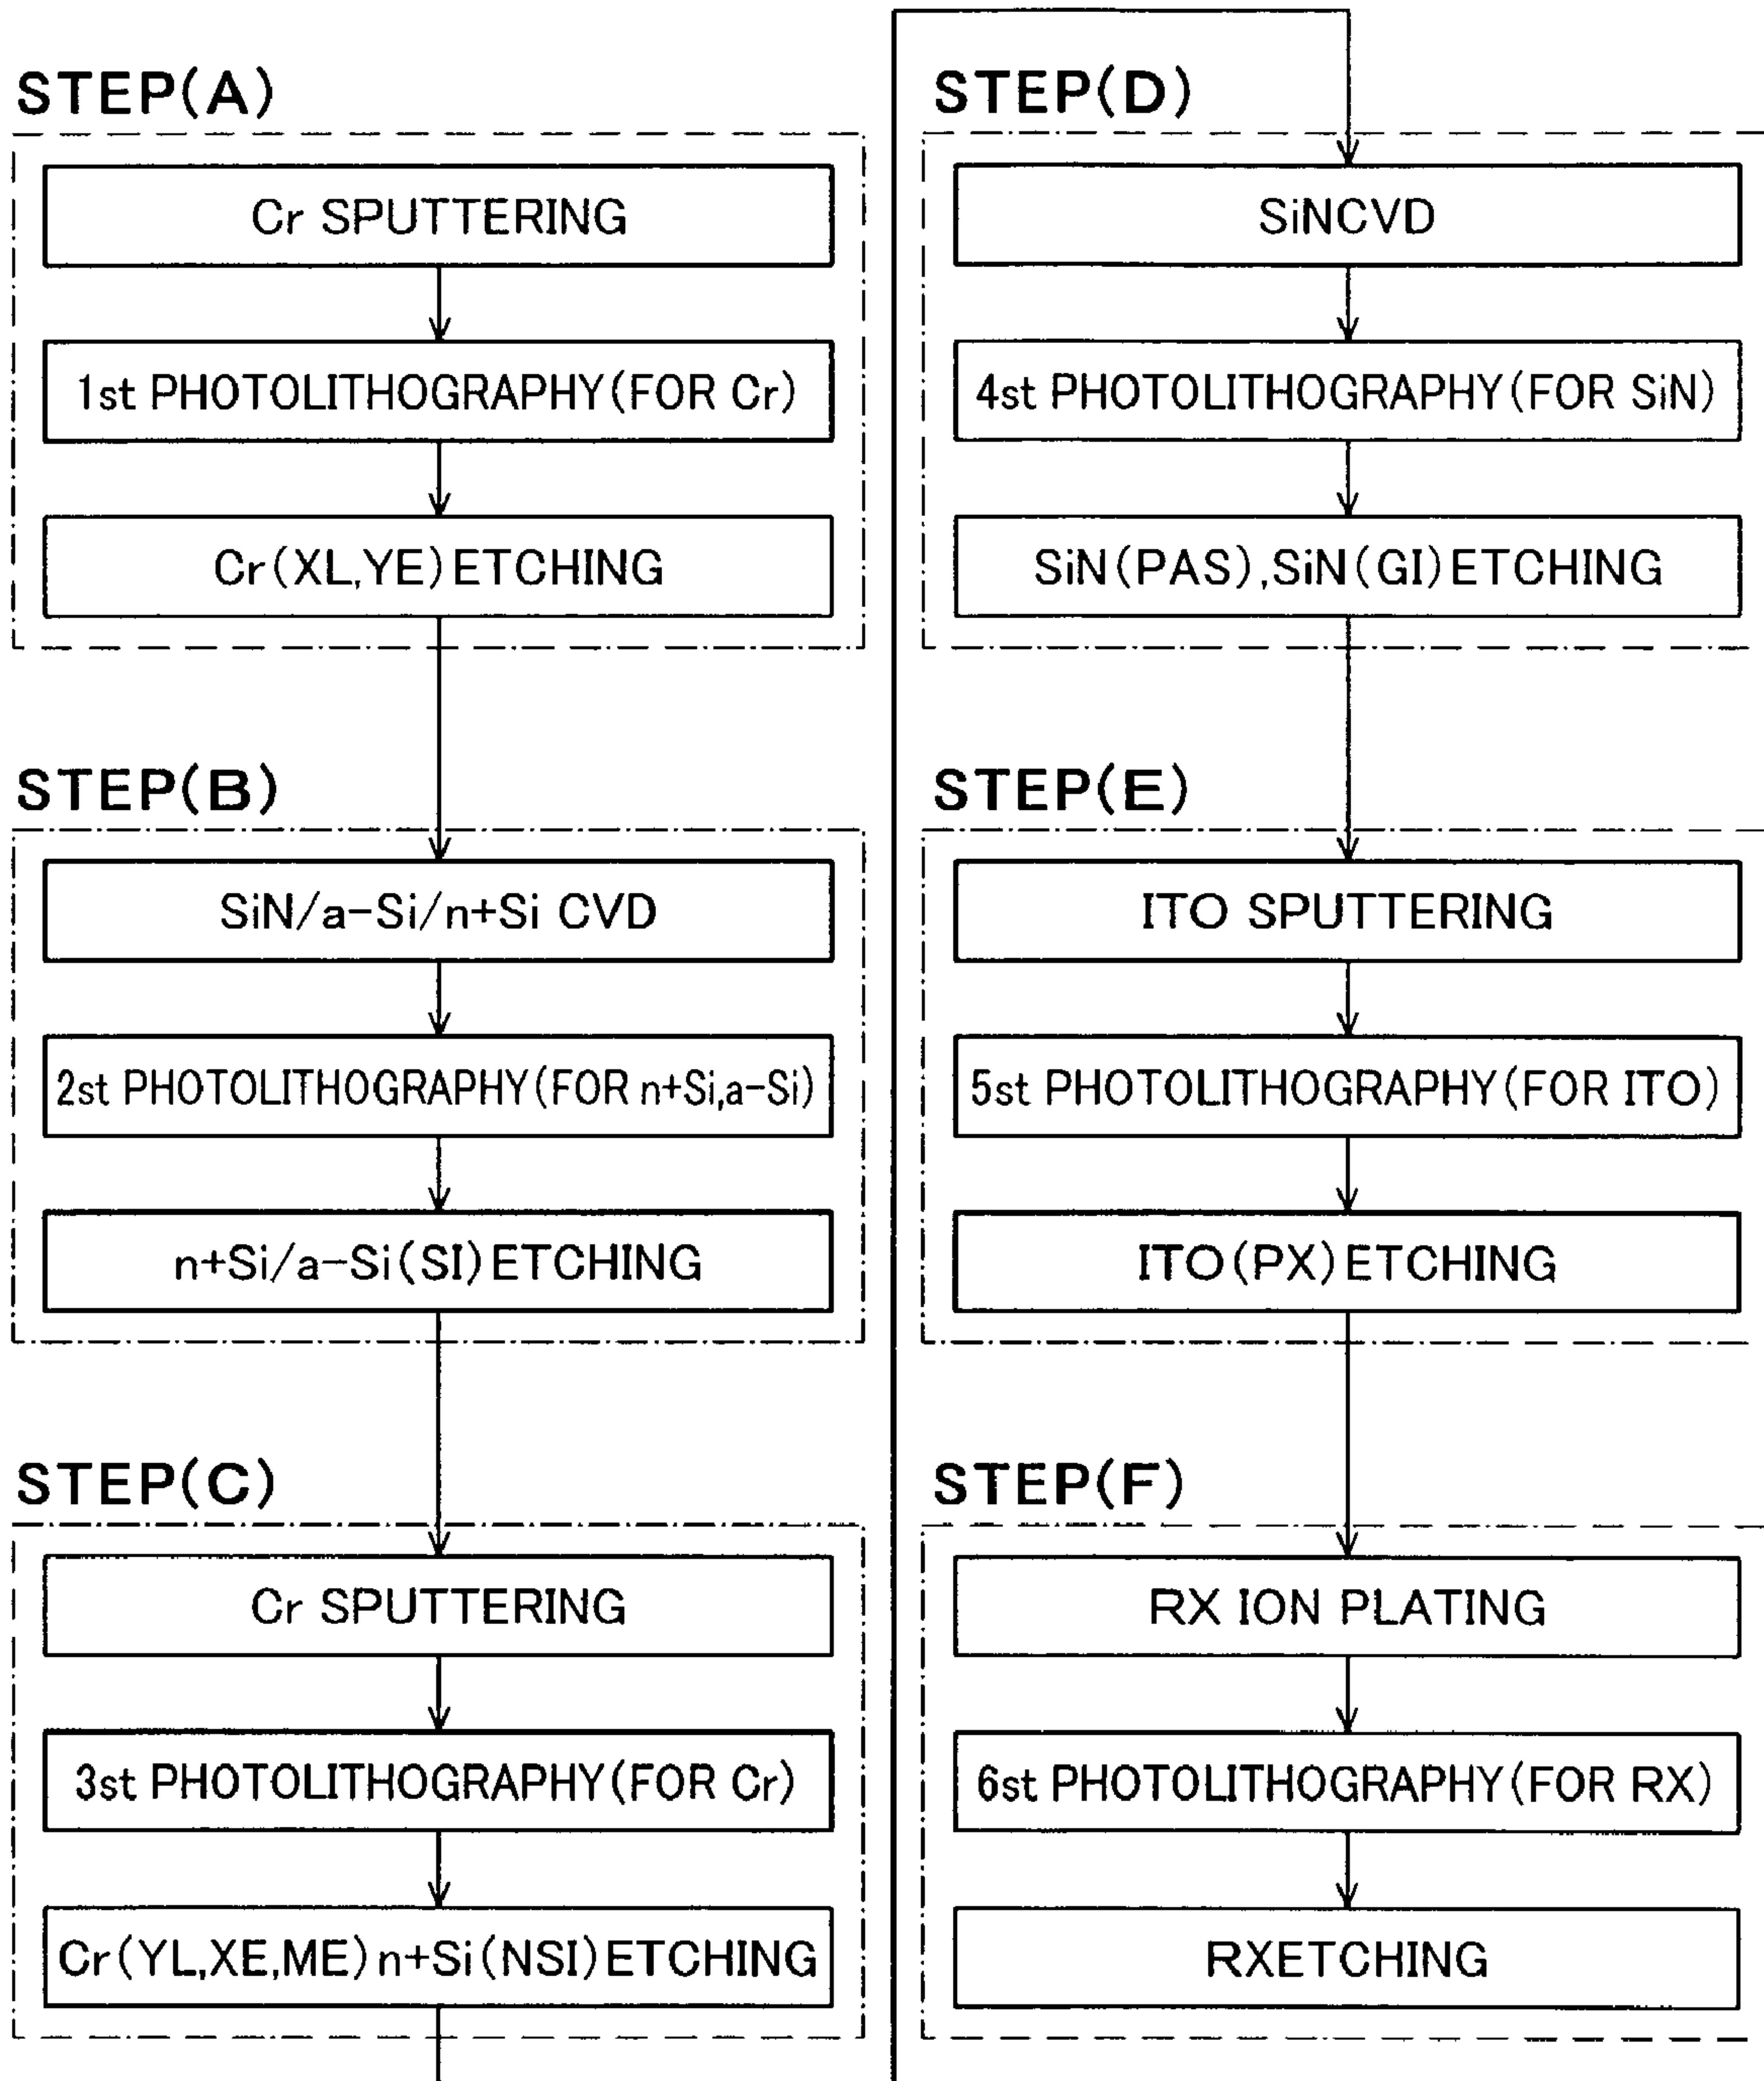 STEP(A)
Cr SPUTTERING
1st PHOTOLITHOGRAPHY(FOR Cr)
Cr(XL,YE)ETCHING
STEP(B)
SiN/a-Si/n+Si CVD
2st PHOTOLITHOGRAPHY(FOR n+Si,a-Si)
n+Si/a-Si(SI)ETCHING
STEP(C)
Cr SPUTTERING
3st PHOTOLITHOGRAPHY(FOR Cr)
Cr(YL,XE,ME)n+Si(NSI)ETCHING
STEP(D)
SiNCVD
4st PHOTOLITHOGRAPHY(FOR SiN)
SiN(PAS),SiN(GI)ETCHING
STEP(E)
ITO SPUTTERING
5st PHOTOLITHOGRAPHY(FOR ITO)
ITO(PX)ETCHING
STEP(F)
RX ION PLATING
6st PHOTOLITHOGRAPHY(FOR RX)
RXETCHING